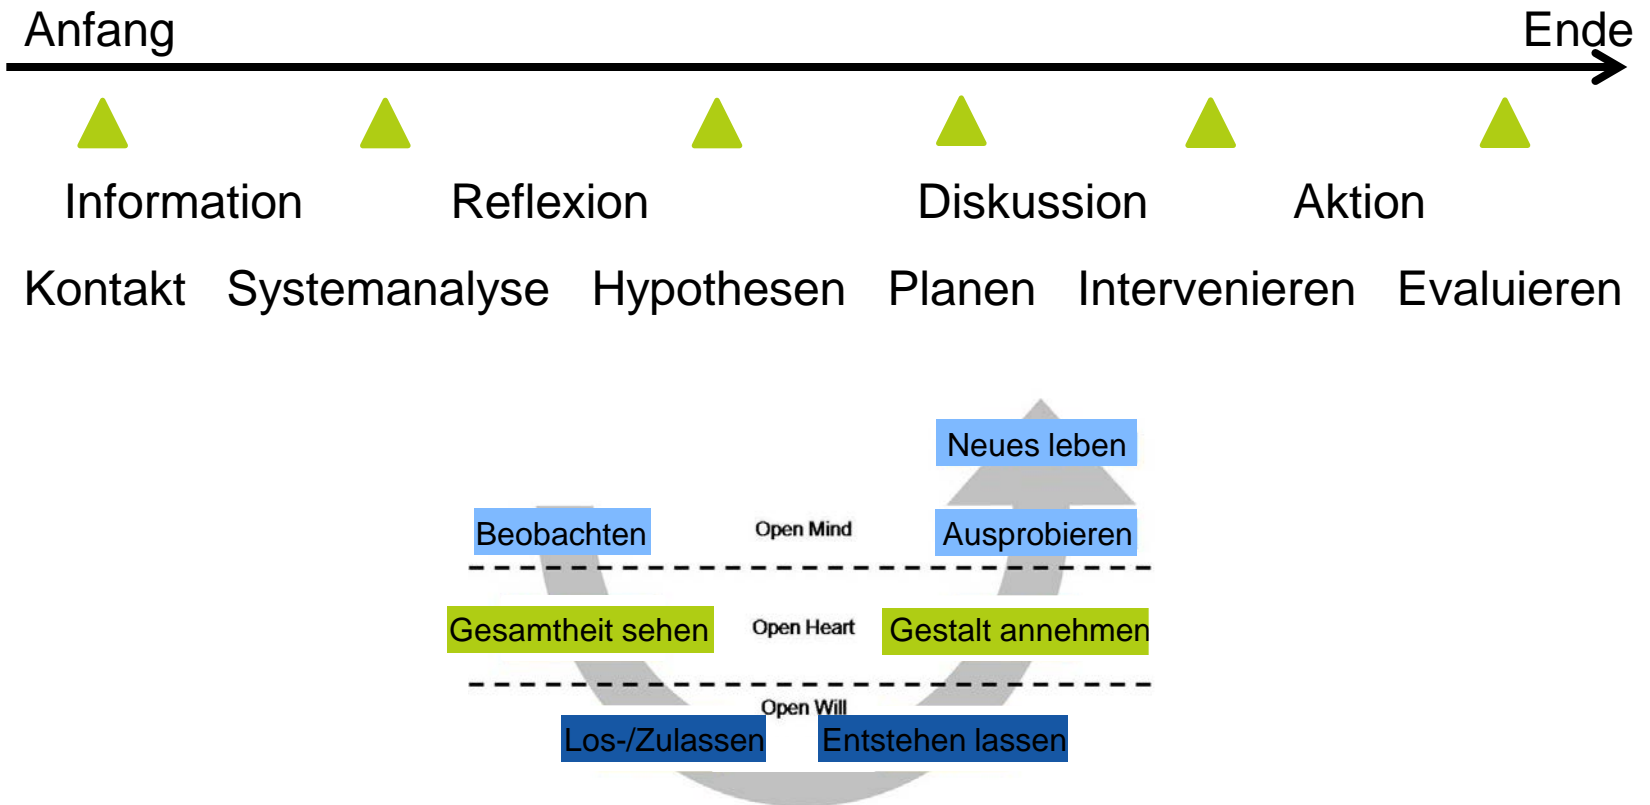 Anfang Ende
Information Reflexion Diskussion Aktion
Kontakt Systemanalyse Hypothesen Planen Intervenieren Evaluieren
Neues leben
Beobachten Open Mind Ausprobieren
Gesamtheit sehen Open Heart Gestalt annehmen
Open Will
Los-/Zulassen Entstehen lassen